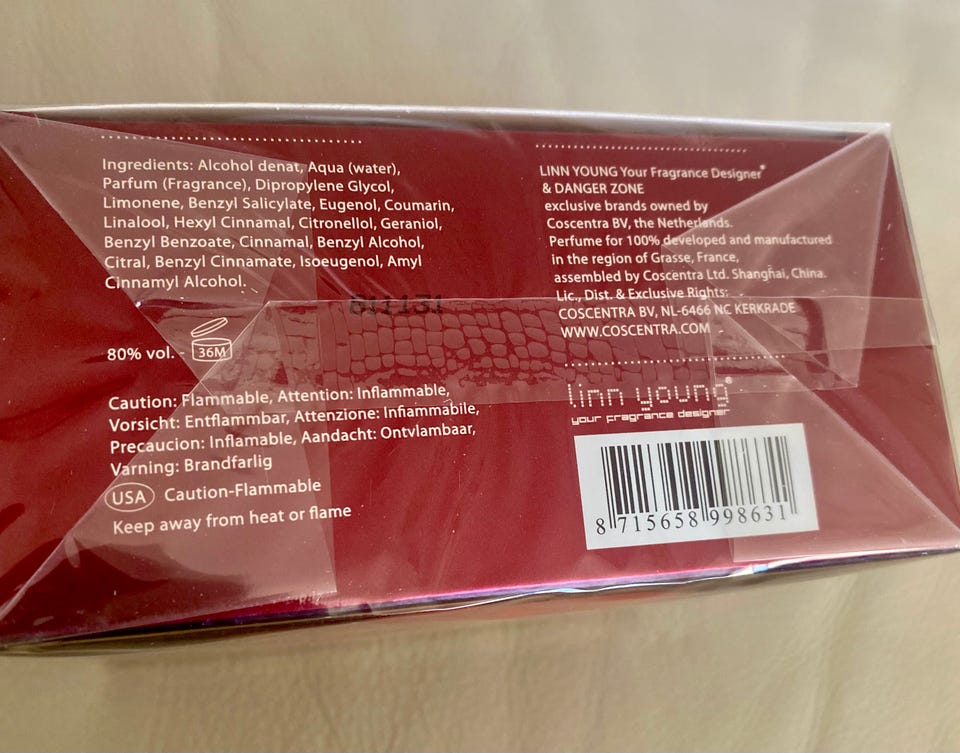 Ingredients: Alcohol denat, Aqua (water),
Parfum (Fragrance), Dipropylene Glycol,
Limonene, Benzyl Salicylate, Eugenol, Coumarin,
Linalool, Hexyl Cinnamal, Citronellol, Geraniol,
Benzyl Benzoate, Cinnamal, Benzyl Alcohol,
Citral, Benzyl Cinnamate, Isoeugenol, Amyl
Cinnamyl Alcohol.
80% vol. - 36M
Caution: Flammable, Attention: Inflammable,
Vorsicht: Entflammbar, Attenzione: Infiammabile,
Precaucion: Inflamable, Aandacht: Ontvlambaar,
Varning: Brandfarlig
USA Caution-Flammable
Keep away from heat or flame
LINN YOUNG Your Fragrance Designer®
& DANGER ZONE
exclusive brands owned by
Coscentra BV, the Netherlands.
Perfume for 100% developed and manufactured
in the region of Grasse, France,
assembled by Coscentra Ltd. Shanghai, China.
Lic., Dist. & Exclusive Rights:
COSCENTRA BV, NL-6466 NC KERKRADE
WWW.COSCENTRA.COM
linn young®
your fragrance designer
8 715658 998631